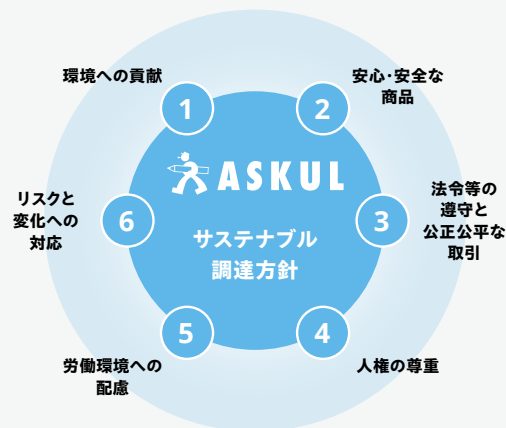 環境への貢献
1
2
安心・安全な
商品
ASKUL
サステナブル
調達方針
3
法令等の
遵守と
公正公平な
取引
4
人権の尊重
5
労働環境への
配慮
6
リスクと
変化への
対応